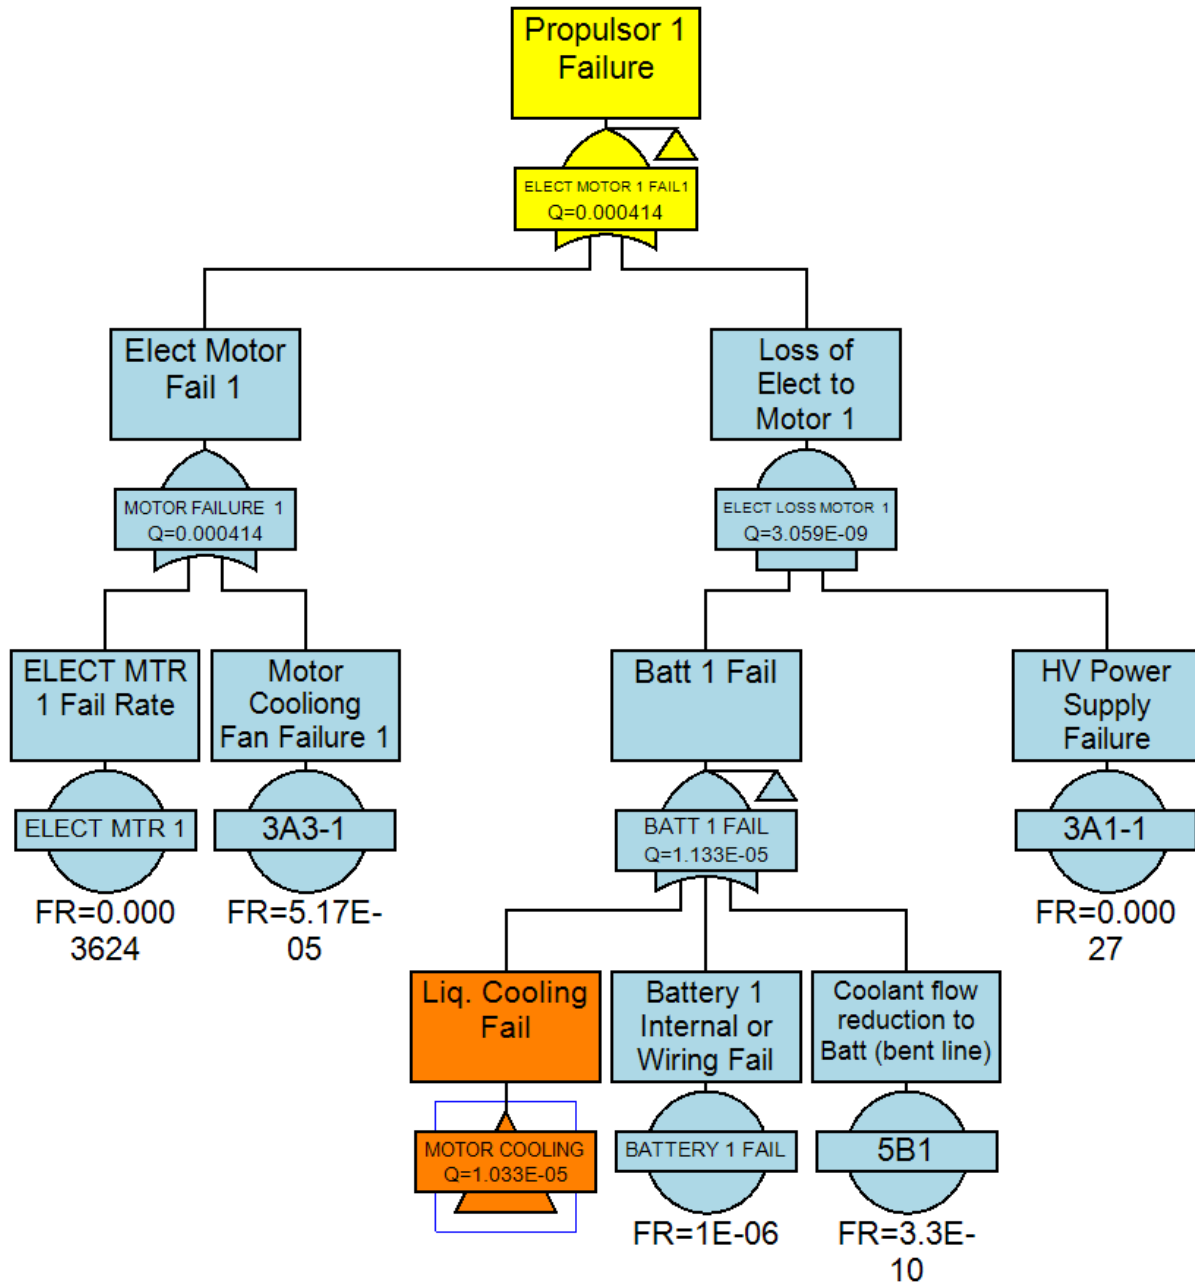 Propulsor 1
Failure
ELECT MOTOR 1 FAIL1
Q=0.000414
Elect Motor
Fail 1
MOTOR FAILURE 1
Q=0.000414
Loss of
Elect to
Motor 1
ELECT LOSS MOTOR 1
Q=3.059E-09
ELECT MTR
1 Fail Rate
ELECT MTR 1
FR=0.000
3624
Motor
Cooliong
Fan Failure 1
3A3-1
FR=5.17E-
05
Batt 1 Fail
BATT 1 FAIL
Q=1.133E-05
HV Power
Supply
Failure
3A1-1
FR=0.000
27
Liq. Cooling
Fail
MOTOR COOLING
Q=1.033E-05
Battery 1
Internal or
Wiring Fail
BATTERY 1 FAIL
FR=1E-06
Coolant flow
reduction to
Batt (bent line)
5B1
FR=3.3E-
10